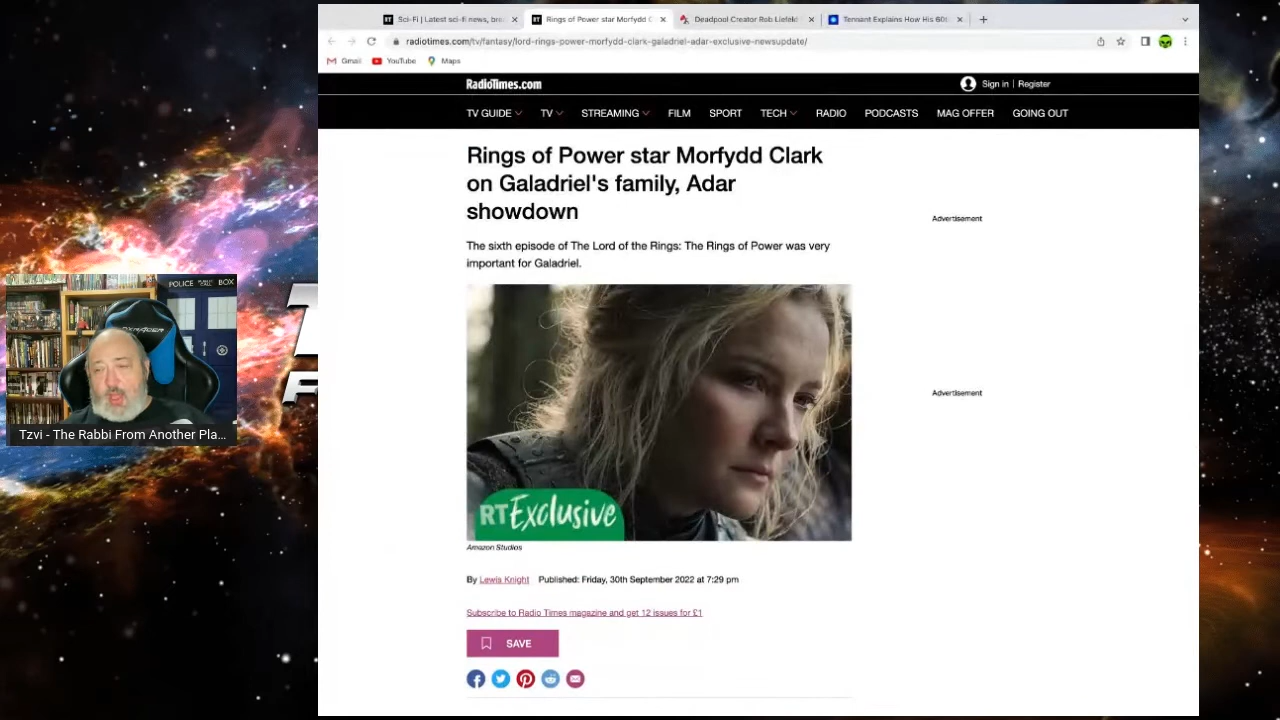 Sci-Fi | Latest sci-fi news, bre
Rings of Power star Morfydd C
Deadpool Creator Rob Liefeld
Tennant Explains How His 60t
radiotimes.com/tv/fantasy/lord-rings-power-morfydd-clark-galadriel-adar-exclusive-newsupdate/
Gmail YouTube Maps
RadioTimes.com
Sign in | Register
TV GUIDE TV STREAMING FILM SPORT TECH RADIO PODCASTS MAG OFFER GOING OUT
Rings of Power star Morfydd Clark
on Galadriel's family, Adar
showdown
Advertisement
The sixth episode of The Lord of the Rings: The Rings of Power was very
important for Galadriel.
POLICE BOX
Advertisement
Tzvi - The Rabbi From Another Pla...
RT Exclusive
Amazon Studios
By Lewis Knight Published: Friday, 30th September 2022 at 7:29 pm
Subscribe to Radio Times magazine and get 12 issues for £1
SAVE